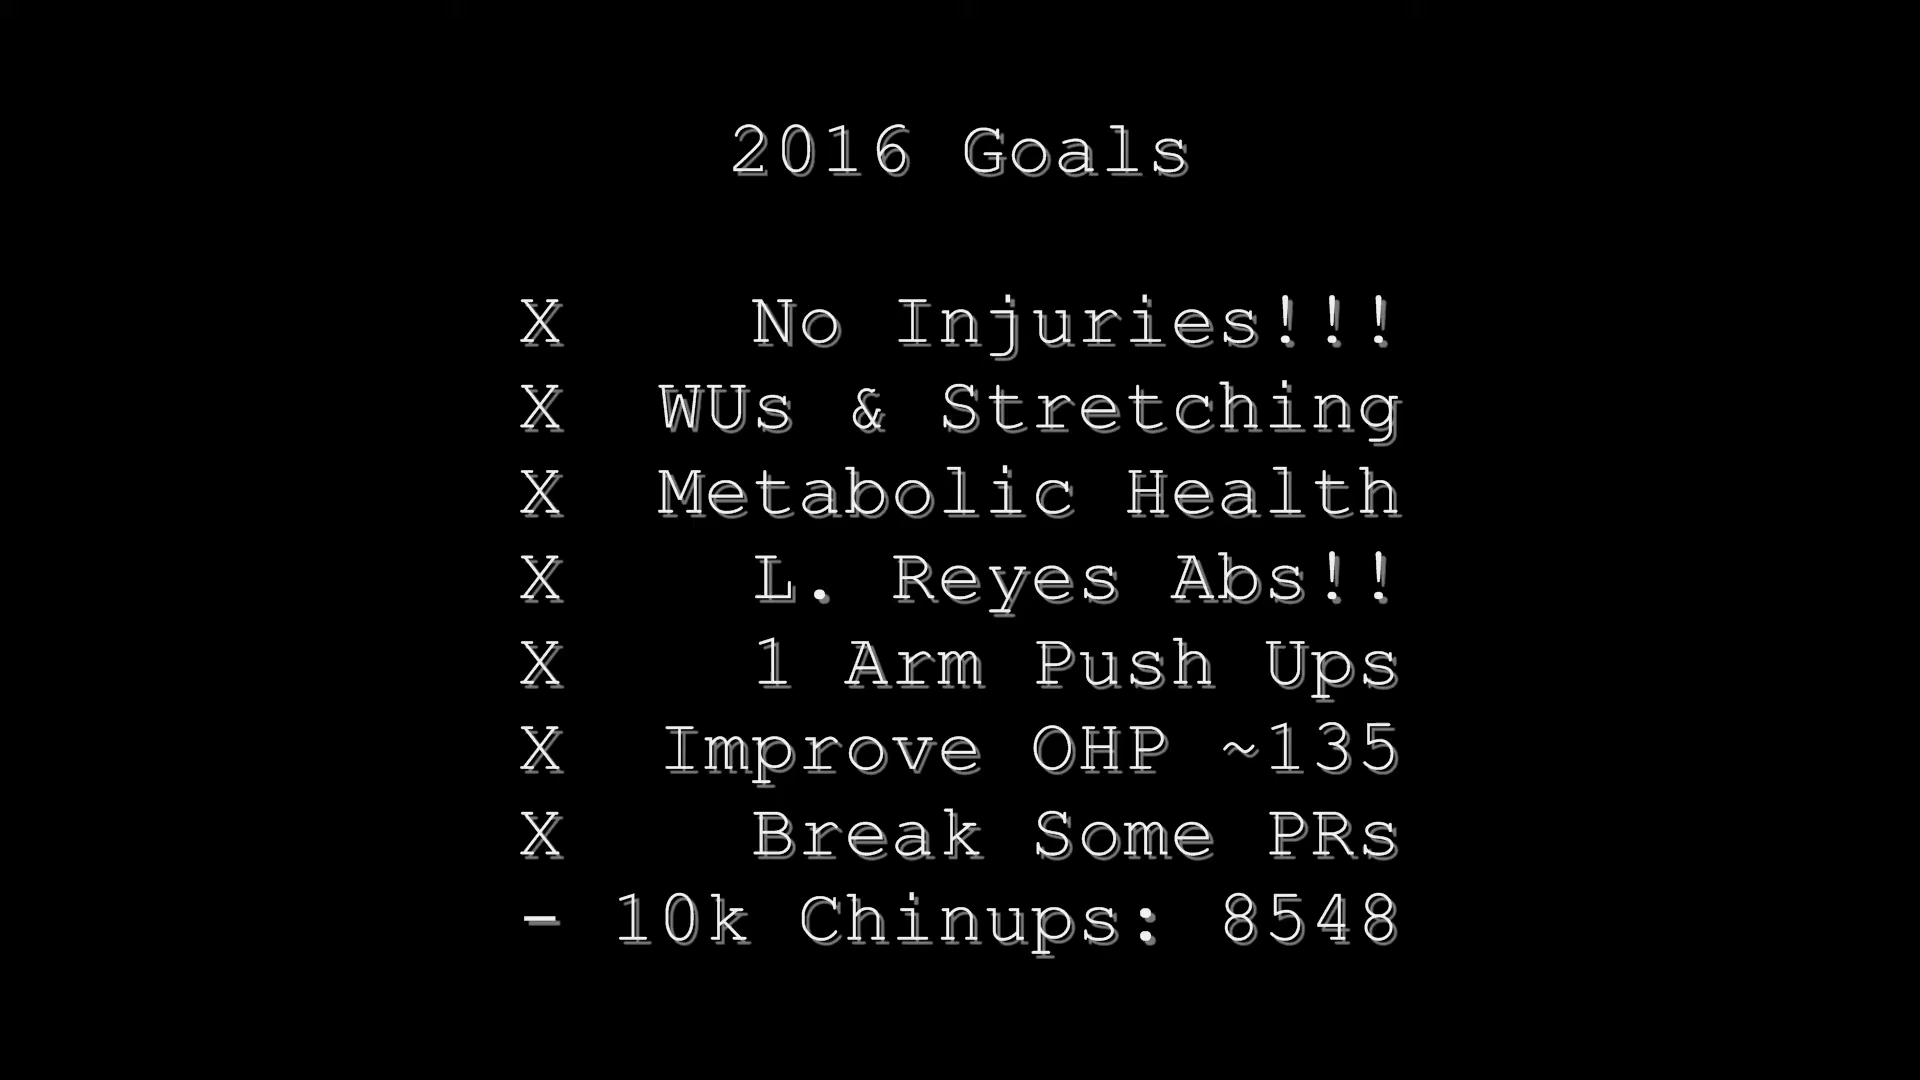 2016 Goals
X No Injuries!!!
X WUs & Stretching
X Metabolic Health
X L. Reyes Abs!!
X 1 Arm Push Ups
X Improve OHP ~135
X Break Some PRs
- 10k Chinups: 8548